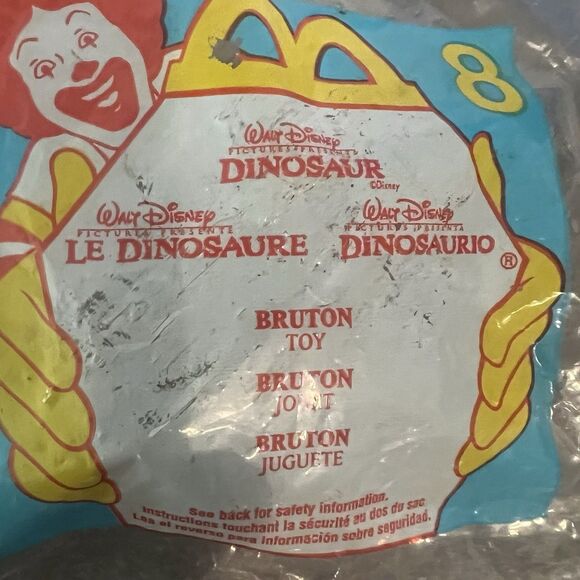 8
Walt Disney
PICTURES PRESENTS
DINOSAUR
©Disney
Walt Disney
PICTURES PRESENTE
LE DINOSAURE
Walt Disney
PICTURES PRESENTA
DINOSAURIO
®
BRUTON
TOY
BRUTON
JOUET
BRUTON
JUGUETE
See back for safety information.
Instructions touchant la sécurité au dos du sac.
Lea el reverso para información sobre seguridad.